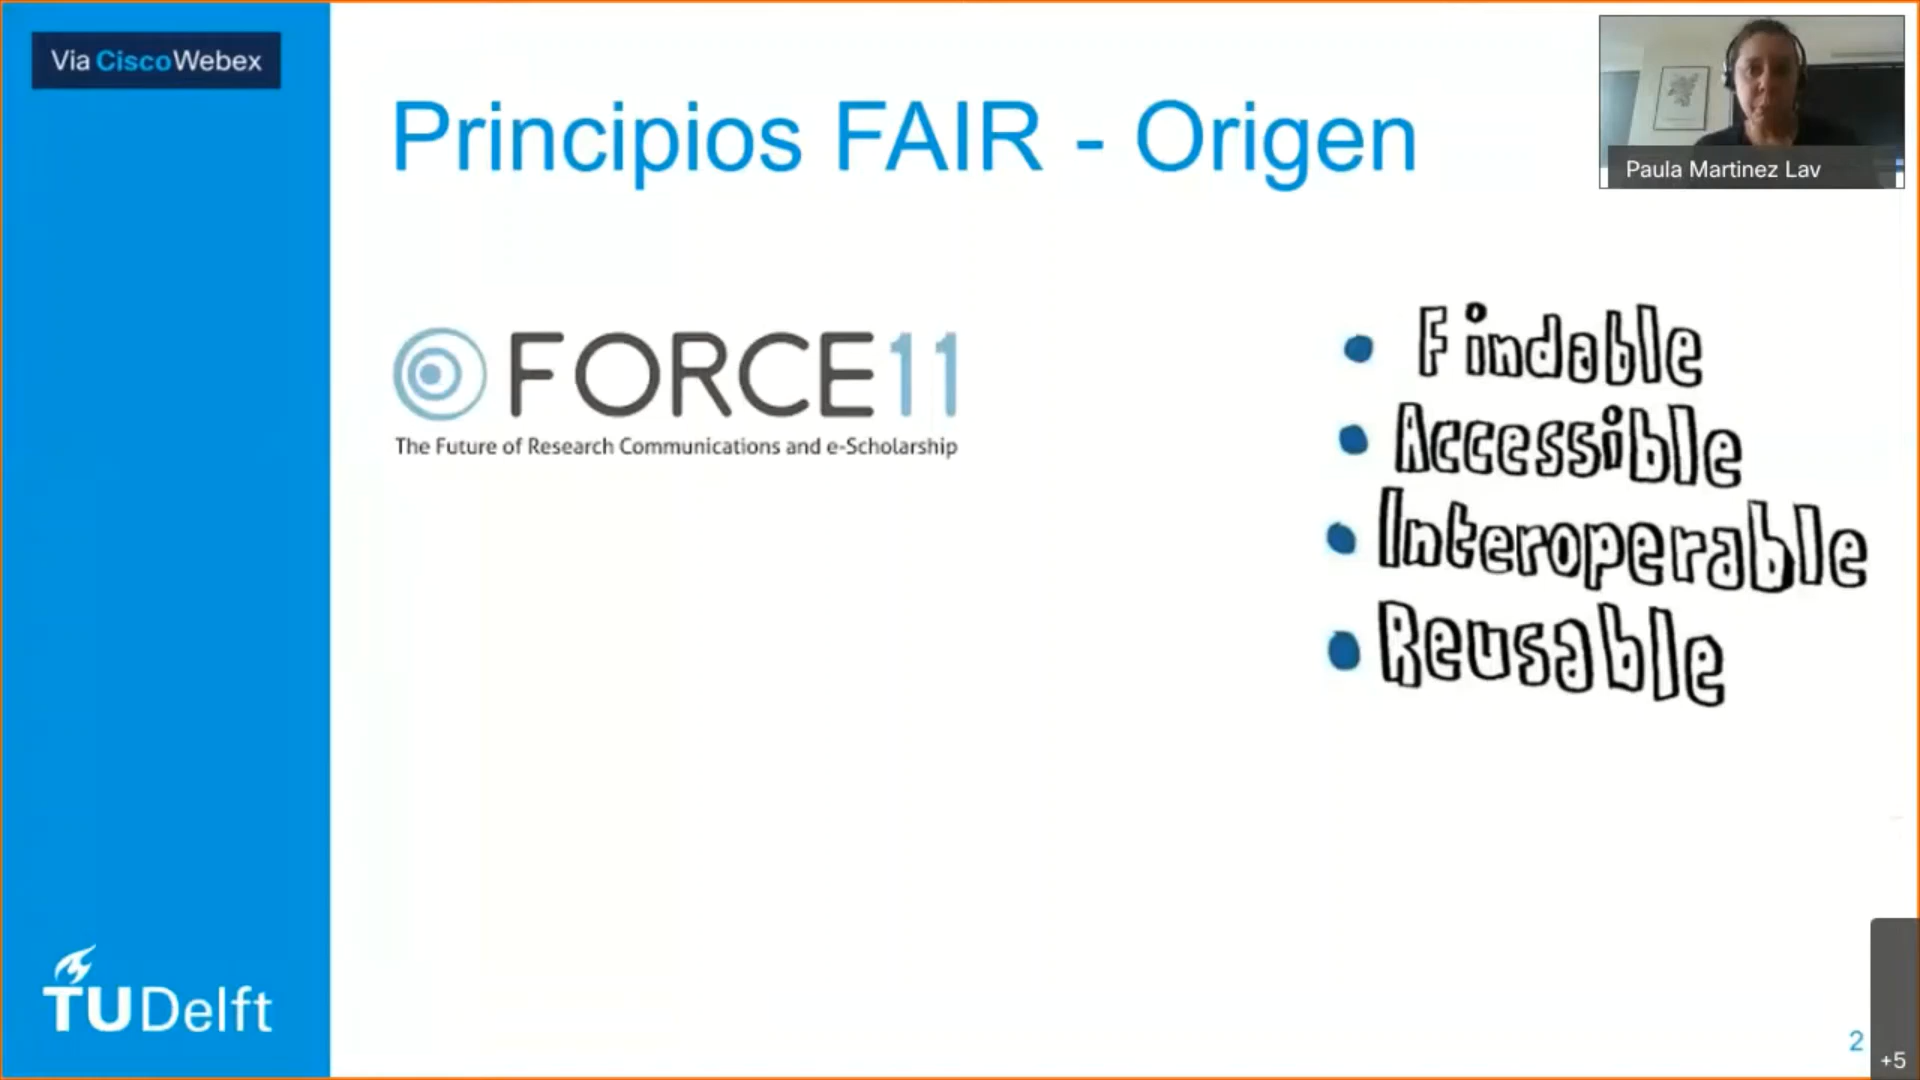 Via CiscoWebex
Principios FAIR - Origen
Paula Martinez Lav
FORCE11
The Future of Research Communications and e-Scholarship
Findable
Accessible
Interoperable
Reusable
TUDelft
2
+5